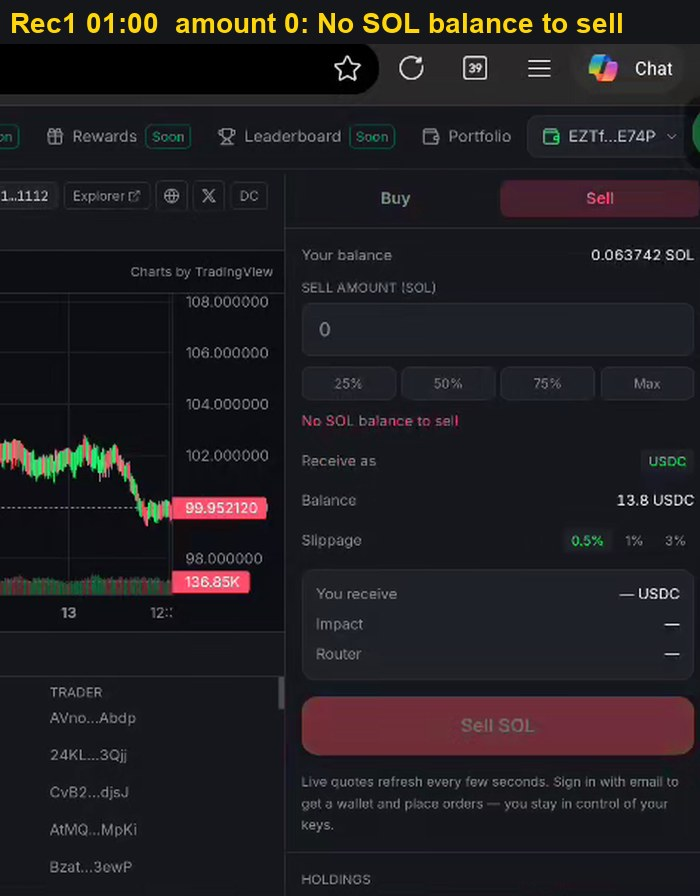 Rec1 01:00 amount 0: No SOL balance to sell
39
Chat
on
Rewards Soon
Leaderboard Soon
Portfolio
EZTf...E74P
1...1112
Explorer
DC
Buy
Sell
Charts by TradingView
108.000000
106.000000
104.000000
102.000000
99.952120
98.000000
136.85K
13
12:
Your balance
0.063742 SOL
SELL AMOUNT (SOL)
0
25%
50%
75%
Max
No SOL balance to sell
Receive as
USDC
Balance
13.8 USDC
Slippage
0.5%
1%
3%
You receive
— USDC
Impact
—
Router
—
Sell SOL
Live quotes refresh every few seconds. Sign in with email to
get a wallet and place orders — you stay in control of your
keys.
HOLDINGS
TRADER
AVno...Abdp
24KL...3Qjj
CvB2...djsJ
AtMQ...MpKi
Bzat...3ewP